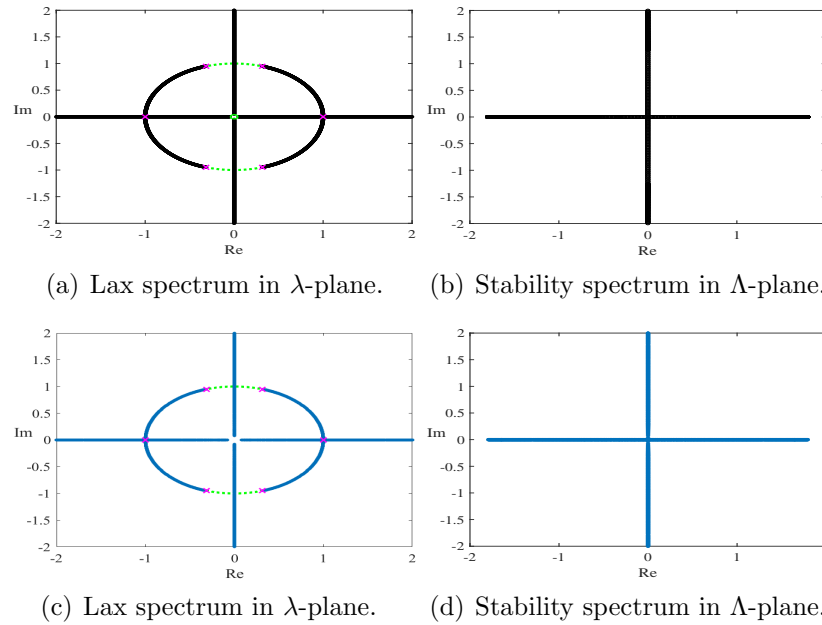 2
1.5
1
0.5
Im
0
-0.5
-1
-1.5
-2
-2 -1 0 1 2
Re
2
1.5
1
0.5
Im
0
-0.5
-1
-1.5
-2
-2 -1 0 1
Re
(a) Lax spectrum in λ-plane.
(b) Stability spectrum in Λ-plane.
2
1.5
1
0.5
Im
0
-0.5
-1
-1.5
-2
-2 -1 0 1 2
Re
2
1.5
1
0.5
Im
0
-0.5
-1
-1.5
-2
-2 -1 0 1
Re
(c) Lax spectrum in λ-plane.
(d) Stability spectrum in Λ-plane.